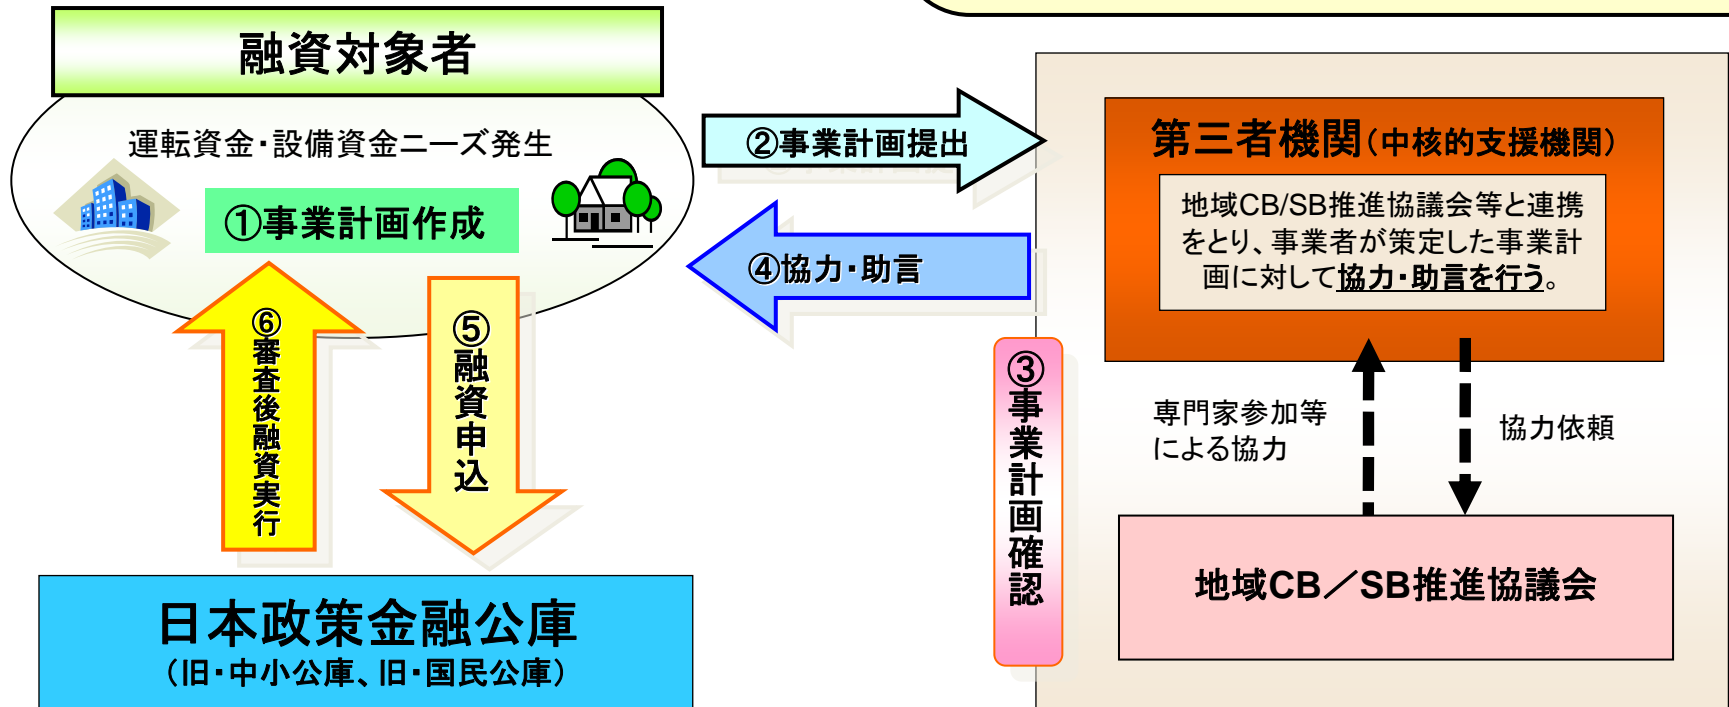 融資対象者
運転資金・設備資金ニーズ発生
①事業計画作成
②事業計画提出
④協力・助言
⑥審査後融資実行
⑤融資申込
日本政策金融公庫
（旧・中小公庫、旧・国民公庫）
③事業計画確認
第三者機関（中核的支援機関）
地域CB/SB推進協議会等と連携
をとり、事業者が策定した事業計
画に対して協力・助言を行う。
専門家参加等
による協力
協力依頼
地域CB／SB推進協議会